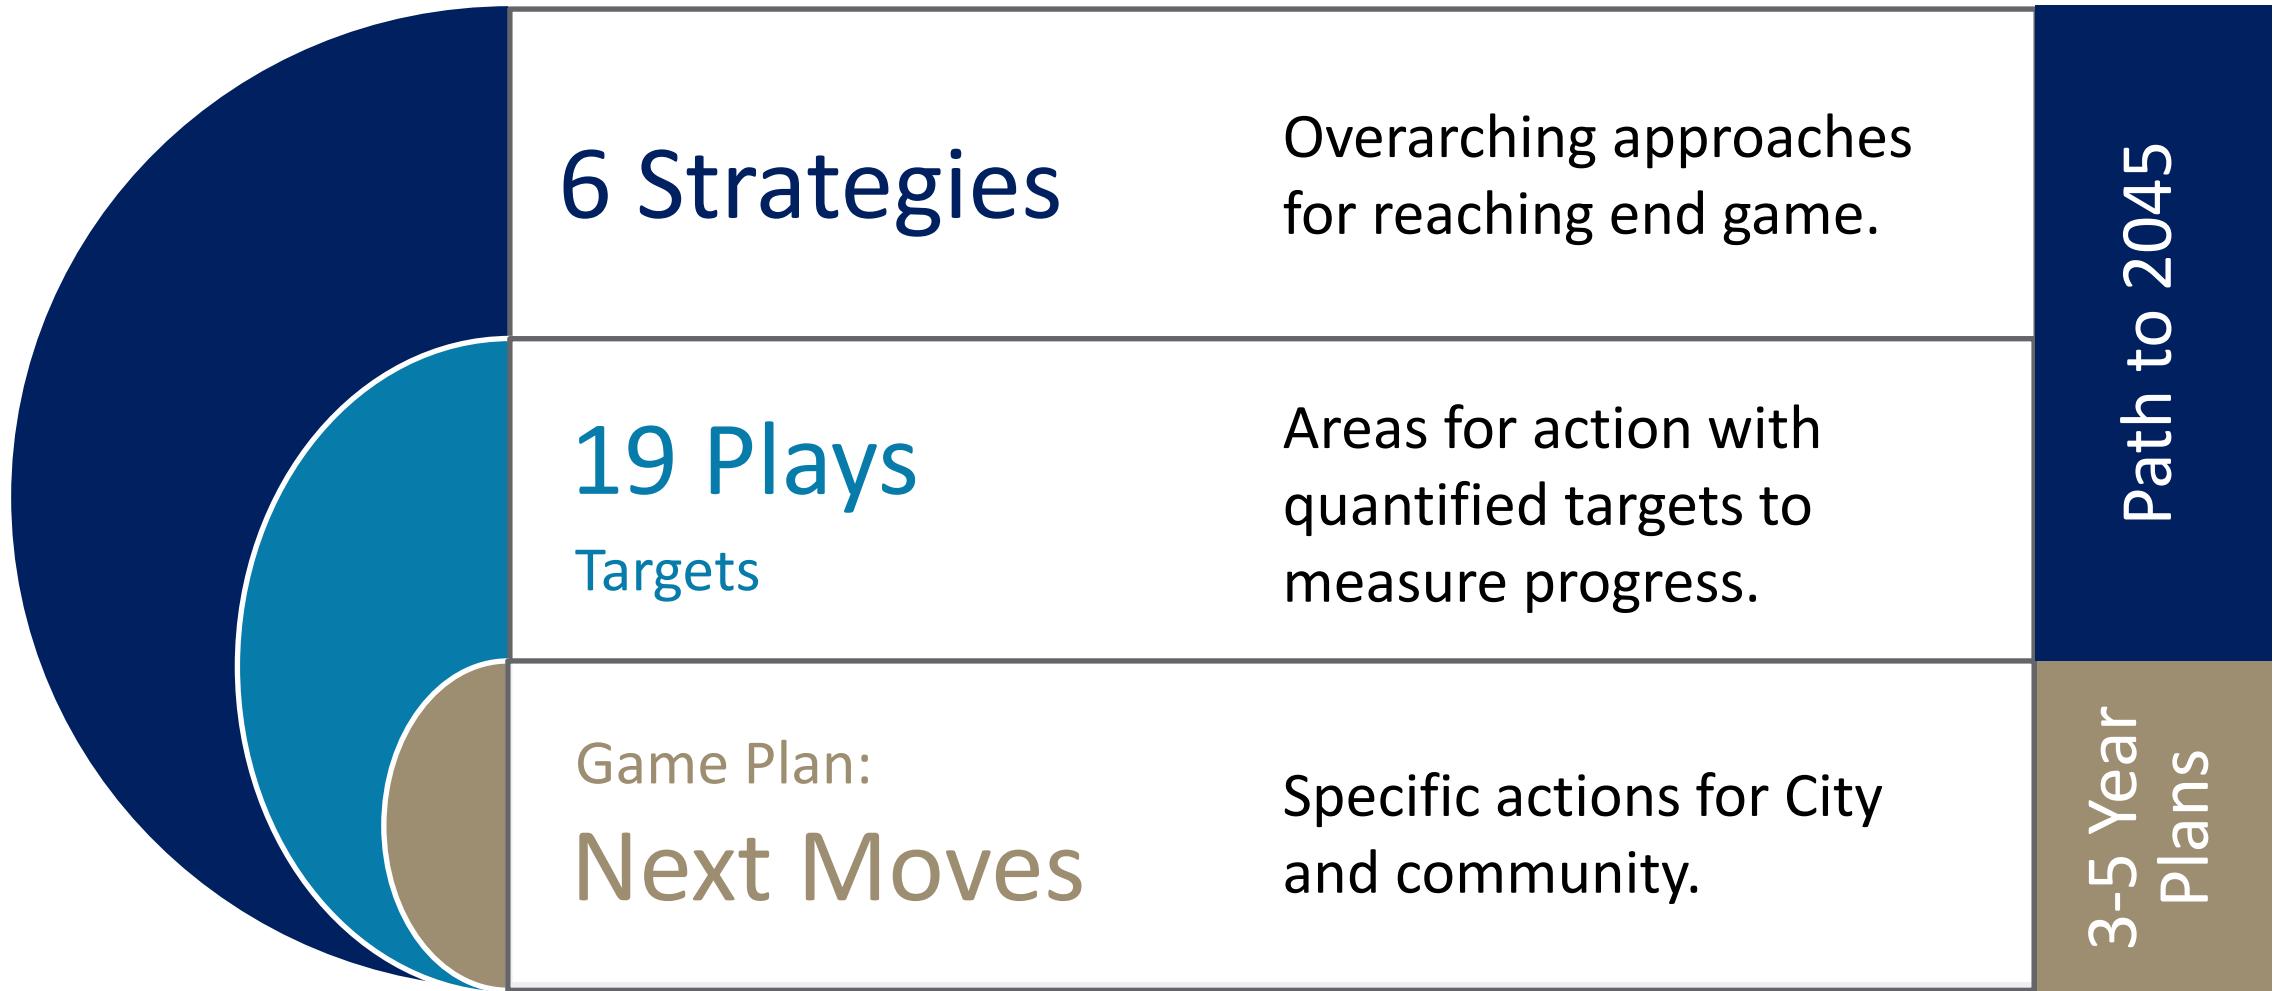 6 Strategies
Overarching approaches
for reaching end game.
19 Plays
Targets
Areas for action with
quantified targets to
measure progress.
Path to 2045
Game Plan:
Next Moves
Specific actions for City
and community.
3-5 Year
Plans